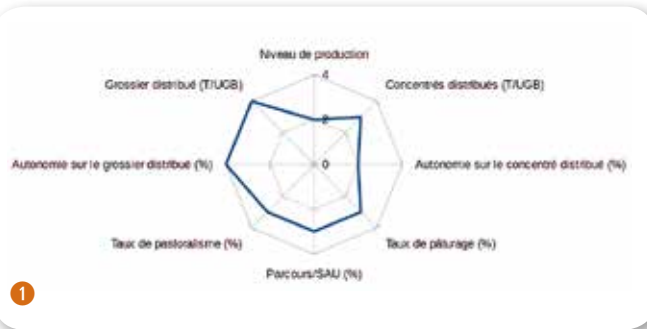 Niveau de production
4
Grossier distribué (T/UGB)
Concentrés distribués (T/UGB)
2
Autonomie sur le grossier distribué (%)
0
Autonomie sur le concentré distribué (%)
Taux de pastoralisme (%)
Taux de pâturage (%)
Parcours/SAU (%)
1